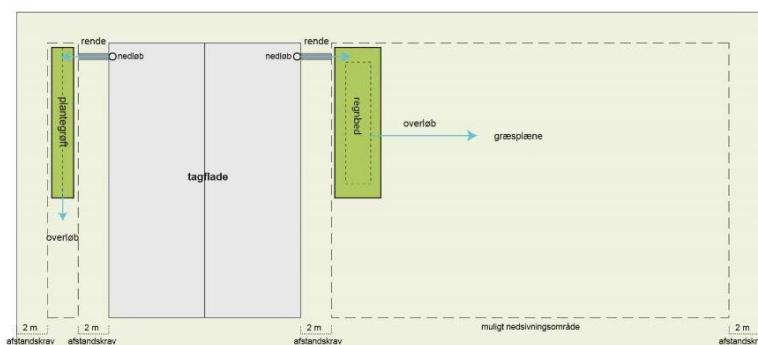 rende
rende
nedløb
nedløb
plantegrøft
regnbed
overløb
græsplæne
tagflade
overløb
2 m
2 m
2 m
muligt nedsivningsområde
2 m
afstandskrav
afstandskrav
afstandskrav
afstandskrav